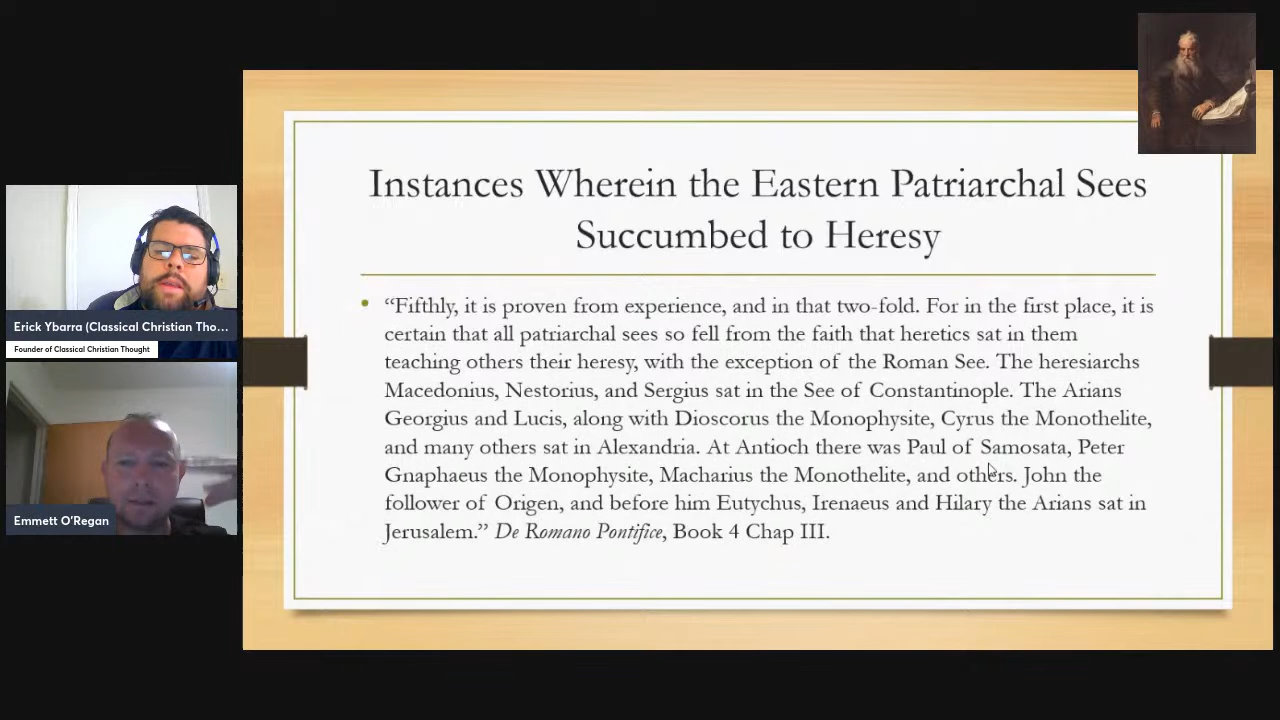 Instances Wherein the Eastern Patriarchal Sees
Succumbed to Heresy
“Fifthly, it is proven from experience, and in that two-fold. For in the first place, it is
certain that all patriarchal sees so fell from the faith that heretics sat in them
teaching others their heresy, with the exception of the Roman See. The heresiarchs
Macedonius, Nestorius, and Sergius sat in the See of Constantinople. The Arians
Georgius and Lucis, along with Dioscorus the Monophysite, Cyrus the Monothelite,
and many others sat in Alexandria. At Antioch there was Paul of Samosata, Peter
Gnaphaeus the Monophysite, Macharius the Monothelite, and others. John the
follower of Origen, and before him Eutychus, Irenaeus and Hilary the Arians sat in
Jerusalem.” De Romano Pontifice, Book 4 Chap III.
Erick Ybarra (Classical Christian Tho...
Founder of Classical Christian Thought
Emmett O'Regan